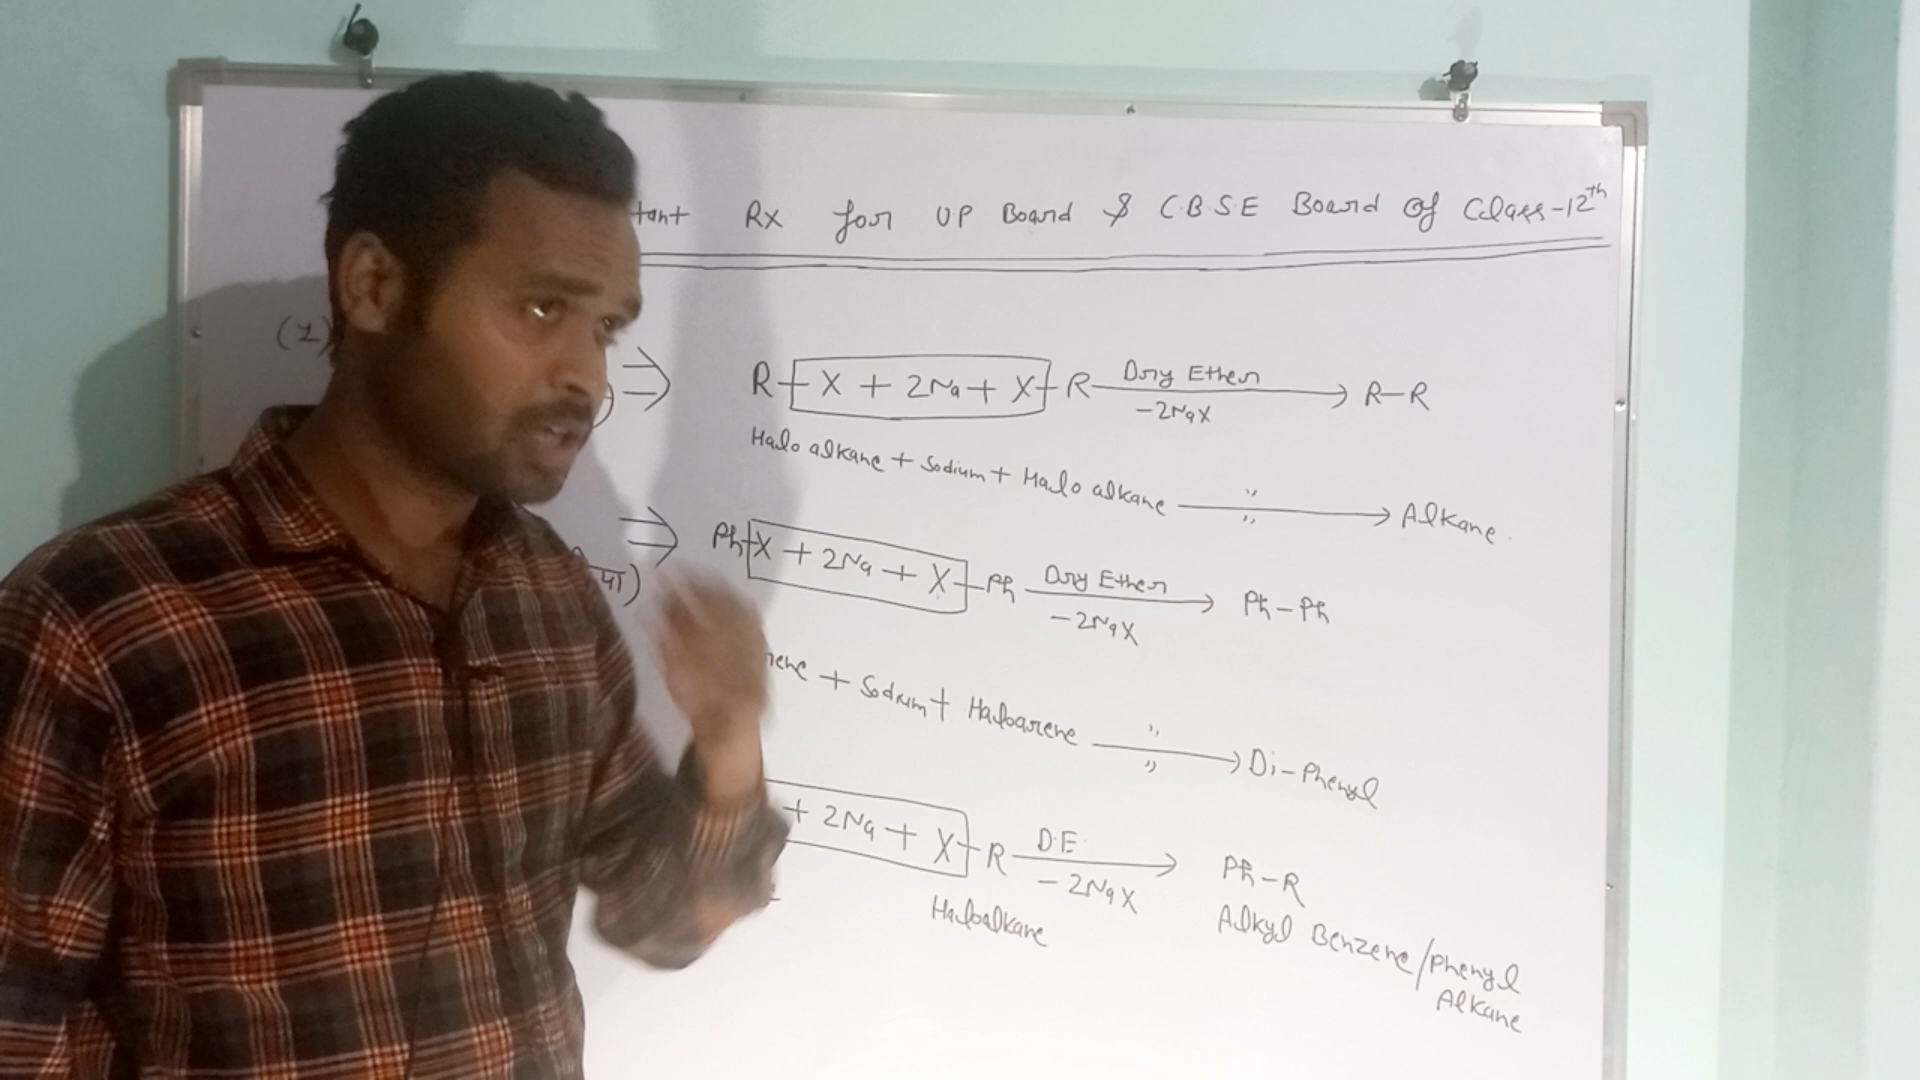 tant Rx for UP Board & C.B.S.E Board Of Class-12th
(1)
⇒ R-X + 2Na + X-R Dry Ether → R-R
-2NaX
Halo alkane + Sodium + Halo alkane " → Alkane.
"
⇒ Ph-X + 2Na + X-Ph Dry Ether → Ph-Ph
-2NaX
+ Sodium + Haloarene " → Di-Phenyl
"
+ 2Na + X-R D.E. → Ph-R
-2NaX
Haloalkane
Alkyl Benzene/Phenyl
Alkane